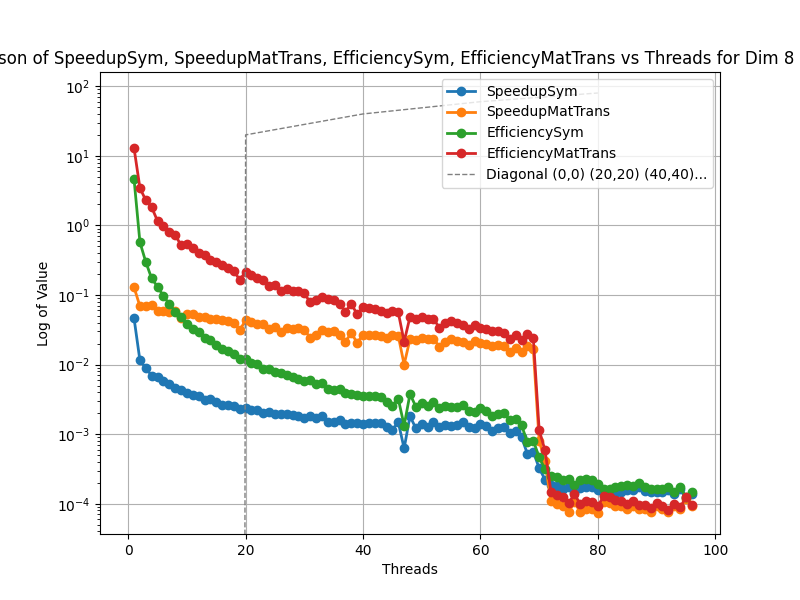 son of SpeedupSym, SpeedupMatTrans, EfficiencySym, EfficiencyMatTrans vs Threads for Dim 8
SpeedupSym
SpeedupMatTrans
EfficiencySym
EfficiencyMatTrans
Diagonal (0,0) (20,20) (40,40)...
Log of Value
10²
10¹
10⁰
10⁻¹
10⁻²
10⁻³
10⁻⁴
0 20 40 60 80 100
Threads